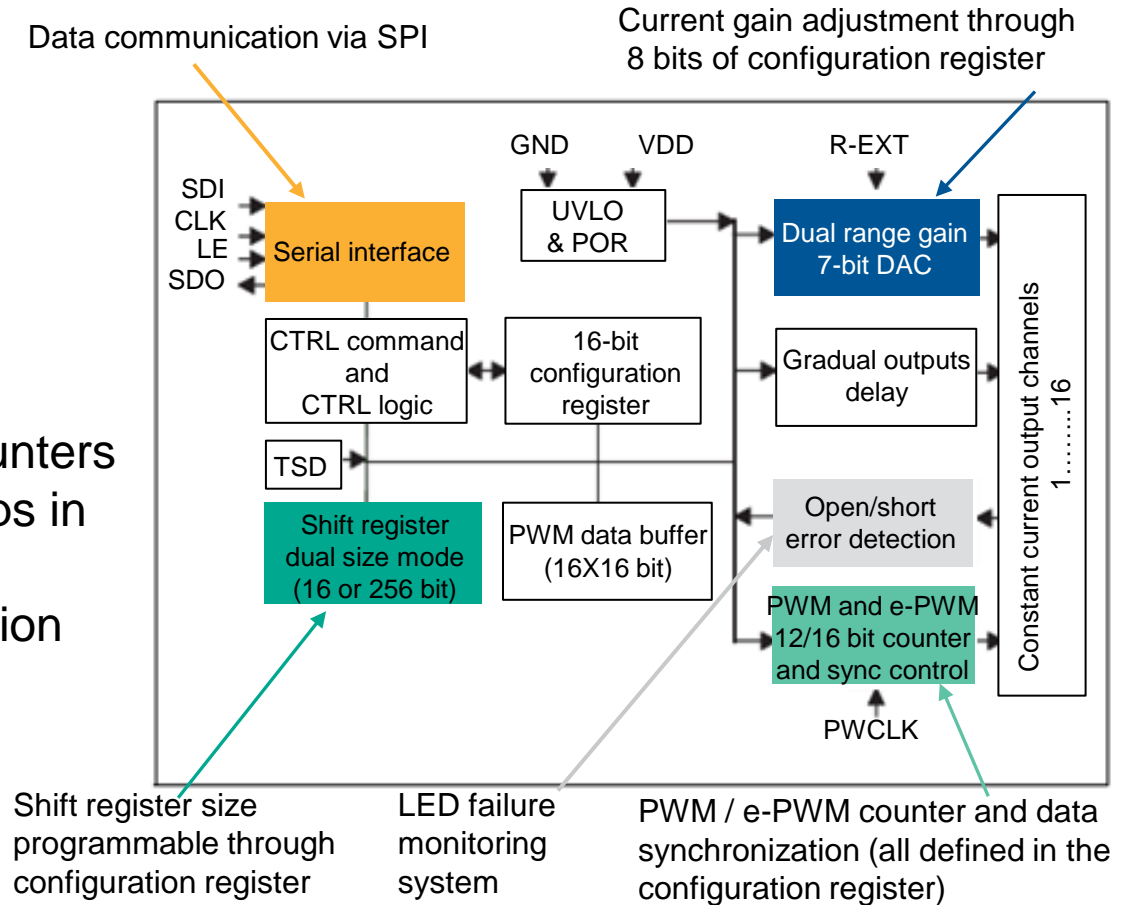 Data communication via SPI
Current gain adjustment through
8 bits of configuration register
GND
VDD
R-EXT
SDI
CLK
LE
SDO
Serial interface
UVLO
& POR
Dual range gain
7-bit DAC
CTRL command
and
CTRL logic
16-bit
configuration
register
Gradual outputs
delay
Constant current output channels
1........16
TSD
Shift register
dual size mode
(16 or 256 bit)
PWM data buffer
(16X16 bit)
Open/short
error detection
PWM and e-PWM
12/16 bit counter
and sync control
PWCLK
Shift register size
programmable through
configuration register
LED failure
monitoring
system
PWM / e-PWM counter and data
synchronization (all defined in the
configuration register)
in